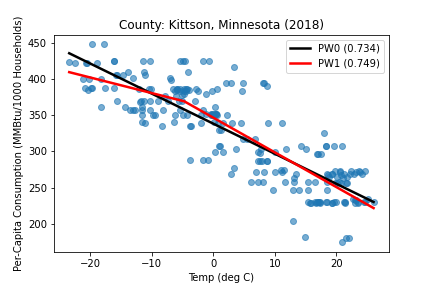 County: Kittson, Minnesota (2018)
Per-Capita Consumption (MMBtu/1000 Households)
450
400
350
300
250
200
PW0 (0.734)
PW1 (0.749)
−20 −10 0 10 20
Temp (deg C)